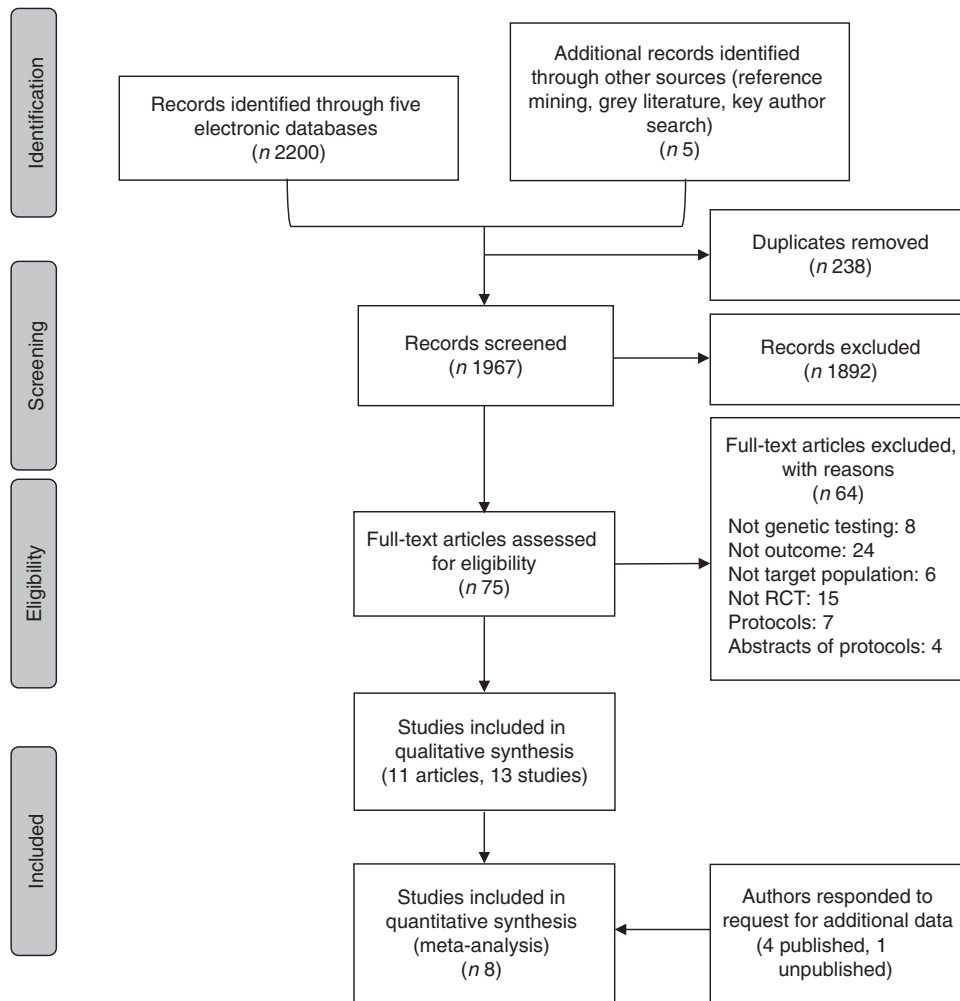 Identification
Records identified through five
electronic databases
(n 2200)
Additional records identified
through other sources (reference
mining, grey literature, key author
search)
(n 5)
Duplicates removed
(n 238)
Screening
Records screened
(n 1967)
Records excluded
(n 1892)
Eligibility
Full-text articles assessed
for eligibility
(n 75)
Full-text articles excluded,
with reasons
(n 64)
Not genetic testing: 8
Not outcome: 24
Not target population: 6
Not RCT: 15
Protocols: 7
Abstracts of protocols: 4
Included
Studies included in
qualitative synthesis
(11 articles, 13 studies)
Studies included in
quantitative synthesis
(meta-analysis)
(n 8)
Authors responded to
request for additional data
(4 published, 1
unpublished)